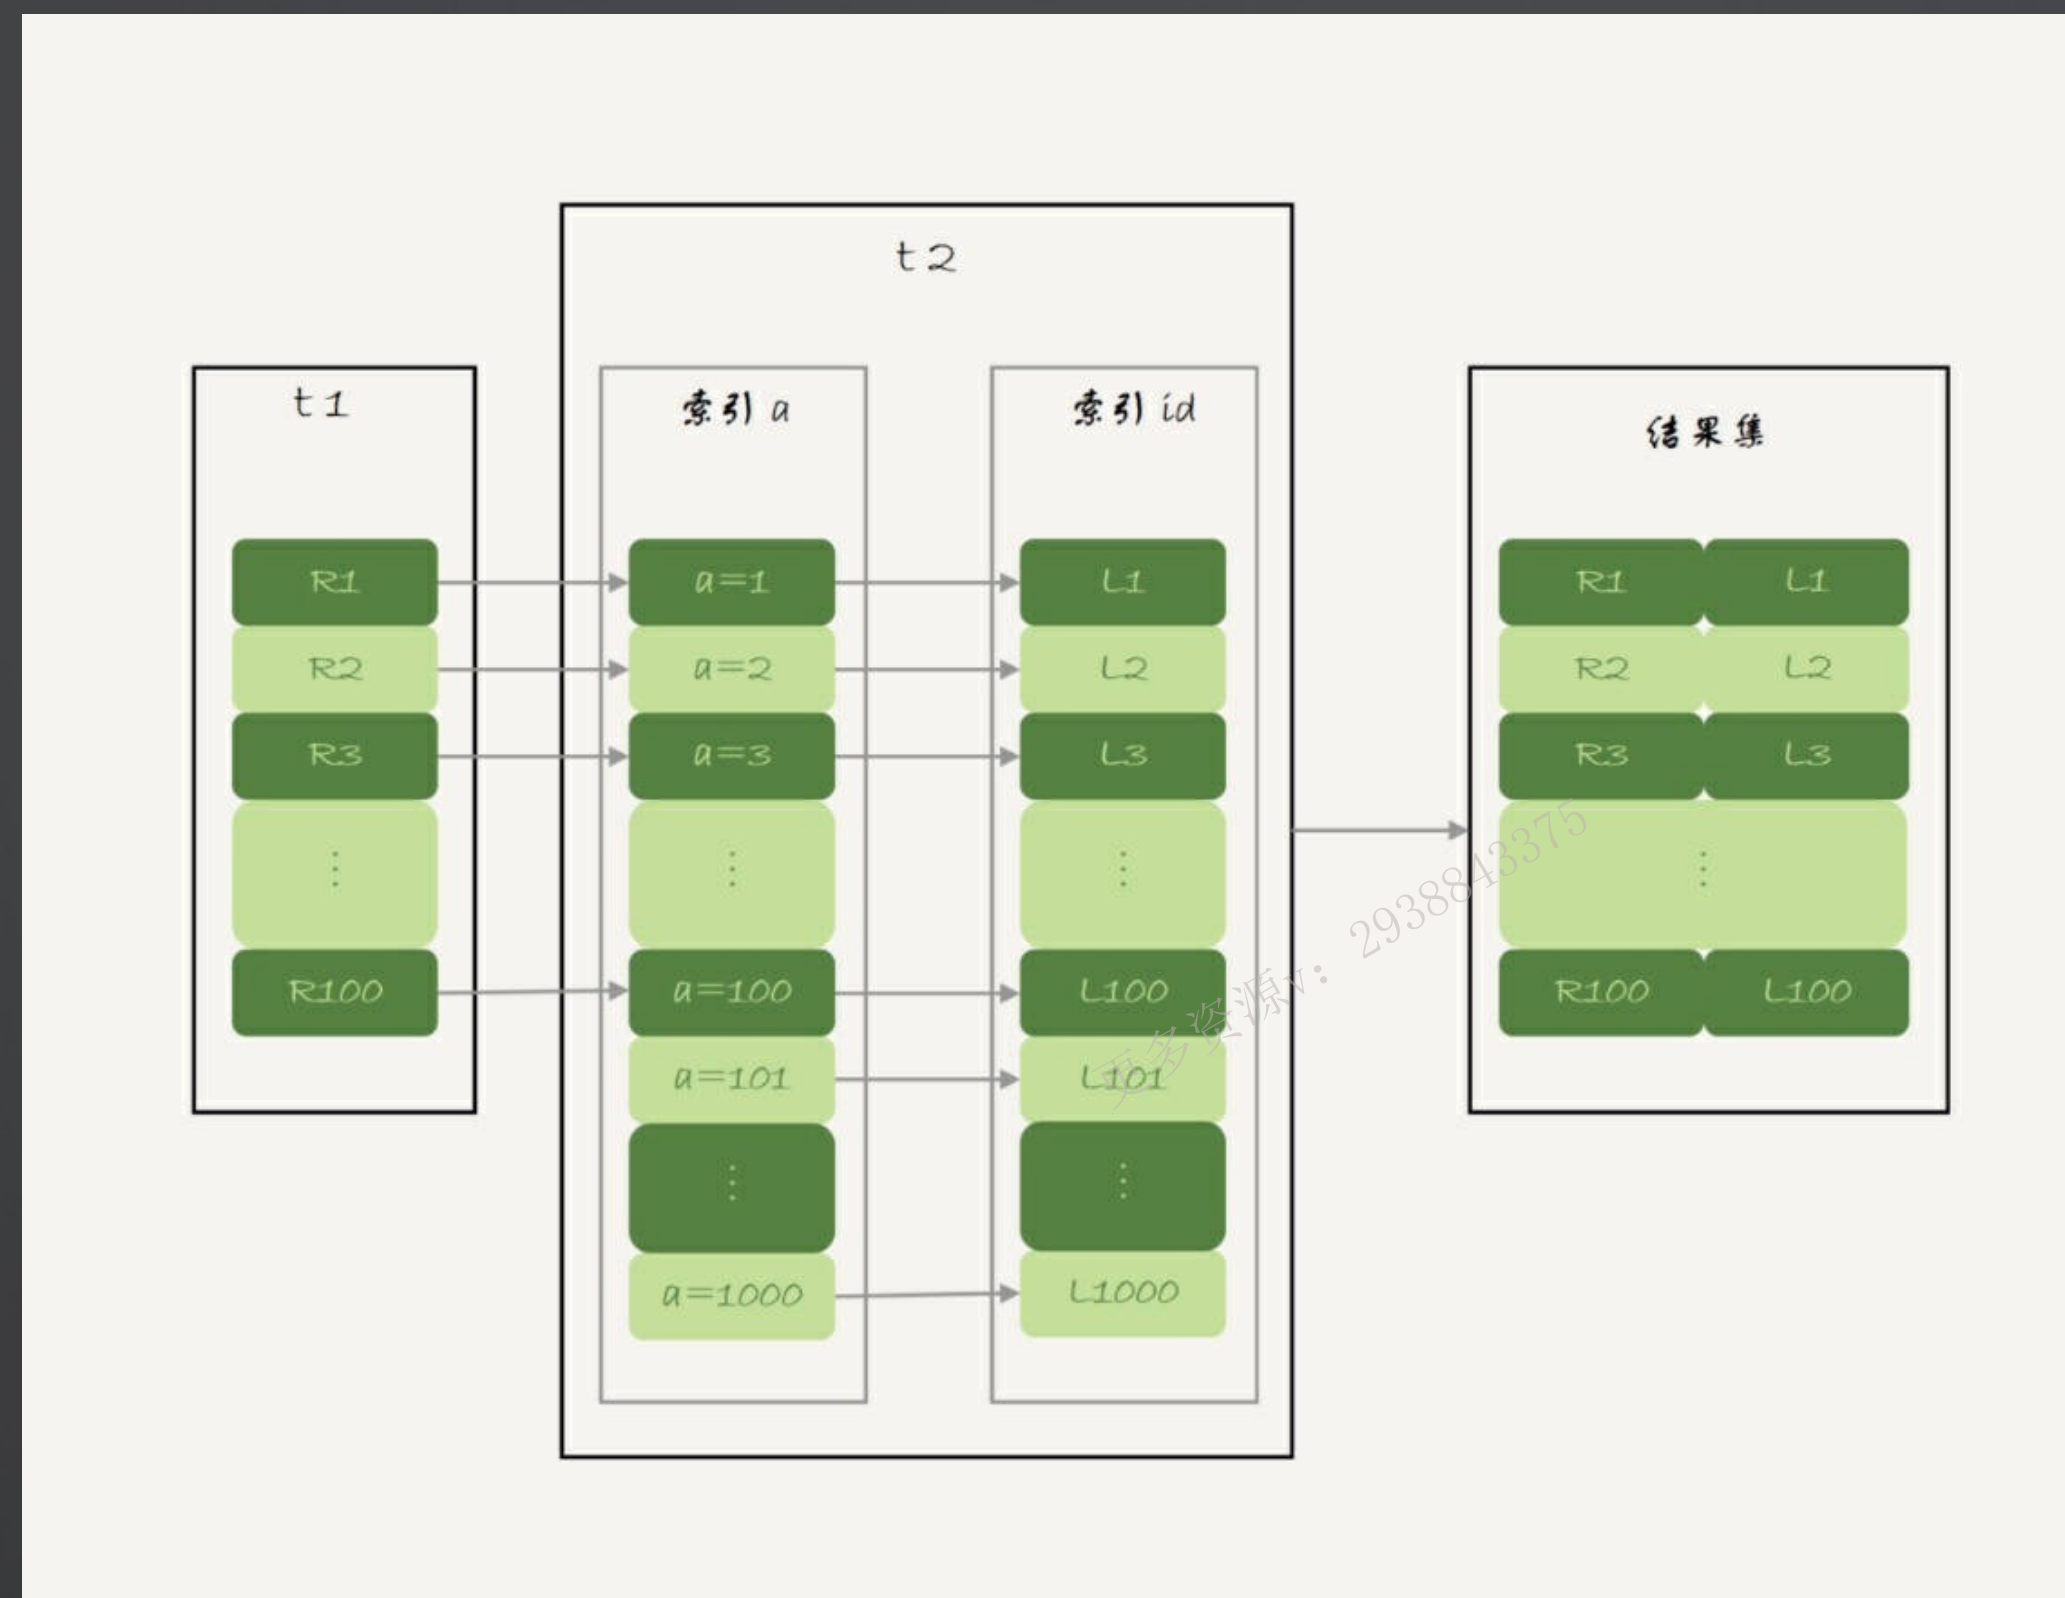 t2
t1
索引 a
索引 id
结果集
R1
a=1
L1
R1
L1
R2
a=2
L2
R2
L2
R3
a=3
L3
R3
L3
⋮
⋮
⋮
⋮
R100
a=100
L100
R100
L100
a=101
L101
⋮
⋮
a=1000
L1000
更多资源v：2938843375